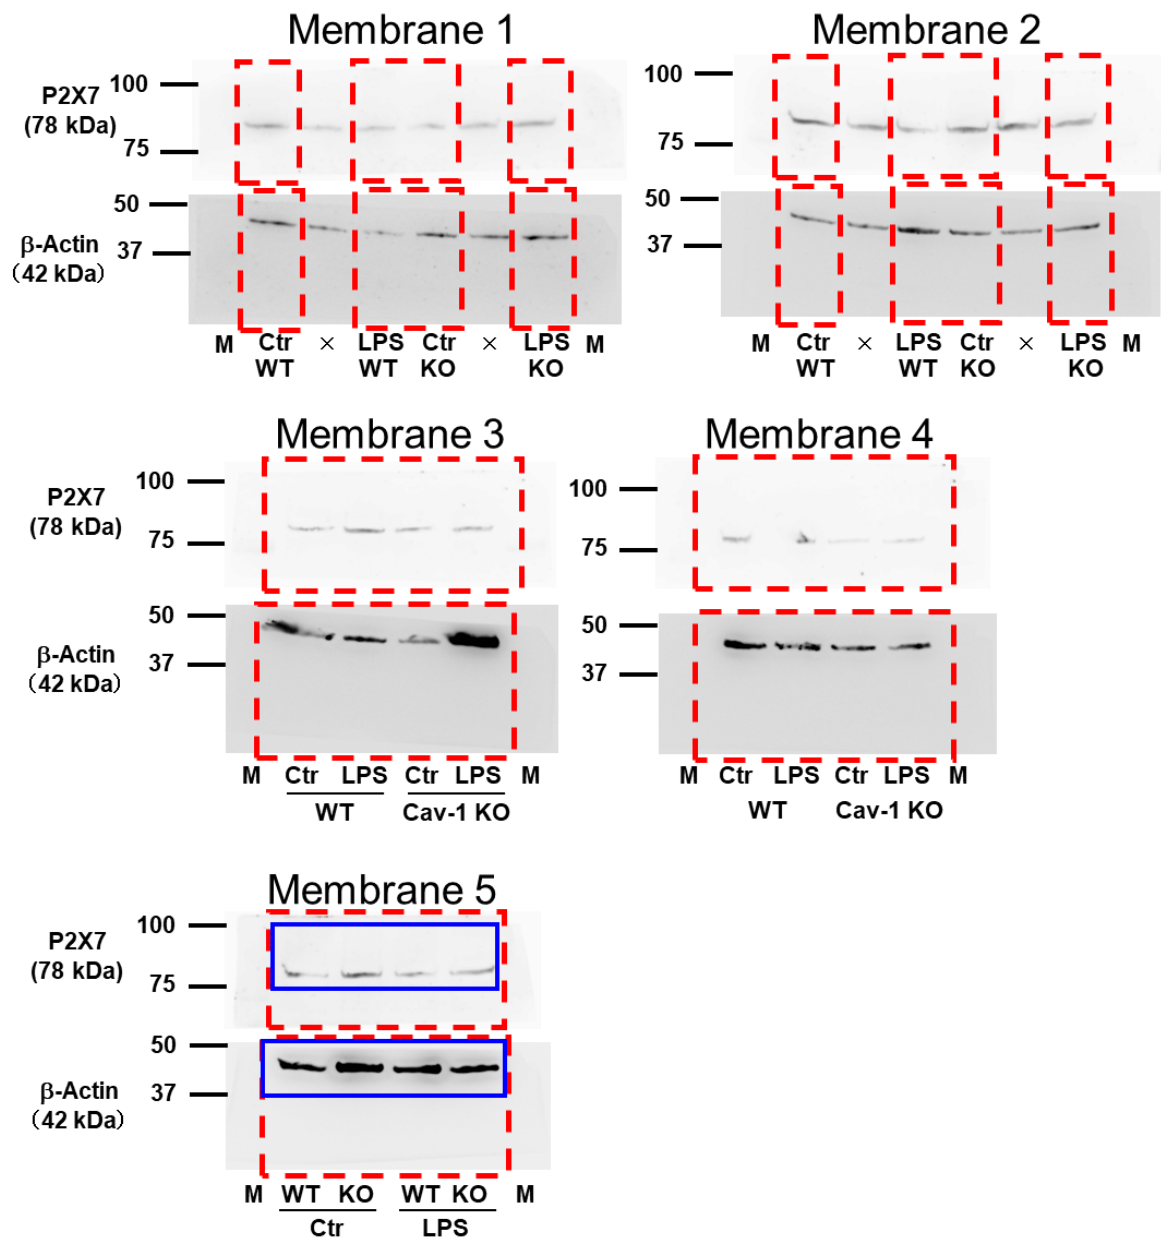 Membrane 1
P2X7
(78 kDa)
100
75
β-Actin
(42 kDa)
50
37
M Ctr × LPS Ctr × LPS M
WT WT KO KO
Membrane 2
100
75
50
37
M Ctr × LPS Ctr × LPS M
WT WT KO KO
Membrane 3
P2X7
(78 kDa)
100
75
β-Actin
(42 kDa)
50
37
M Ctr LPS Ctr LPS M
WT Cav-1 KO
Membrane 4
100
75
50
37
M Ctr LPS Ctr LPS M
WT Cav-1 KO
Membrane 5
P2X7
(78 kDa)
100
75
β-Actin
(42 kDa)
50
37
M WT KO WT KO M
Ctr LPS